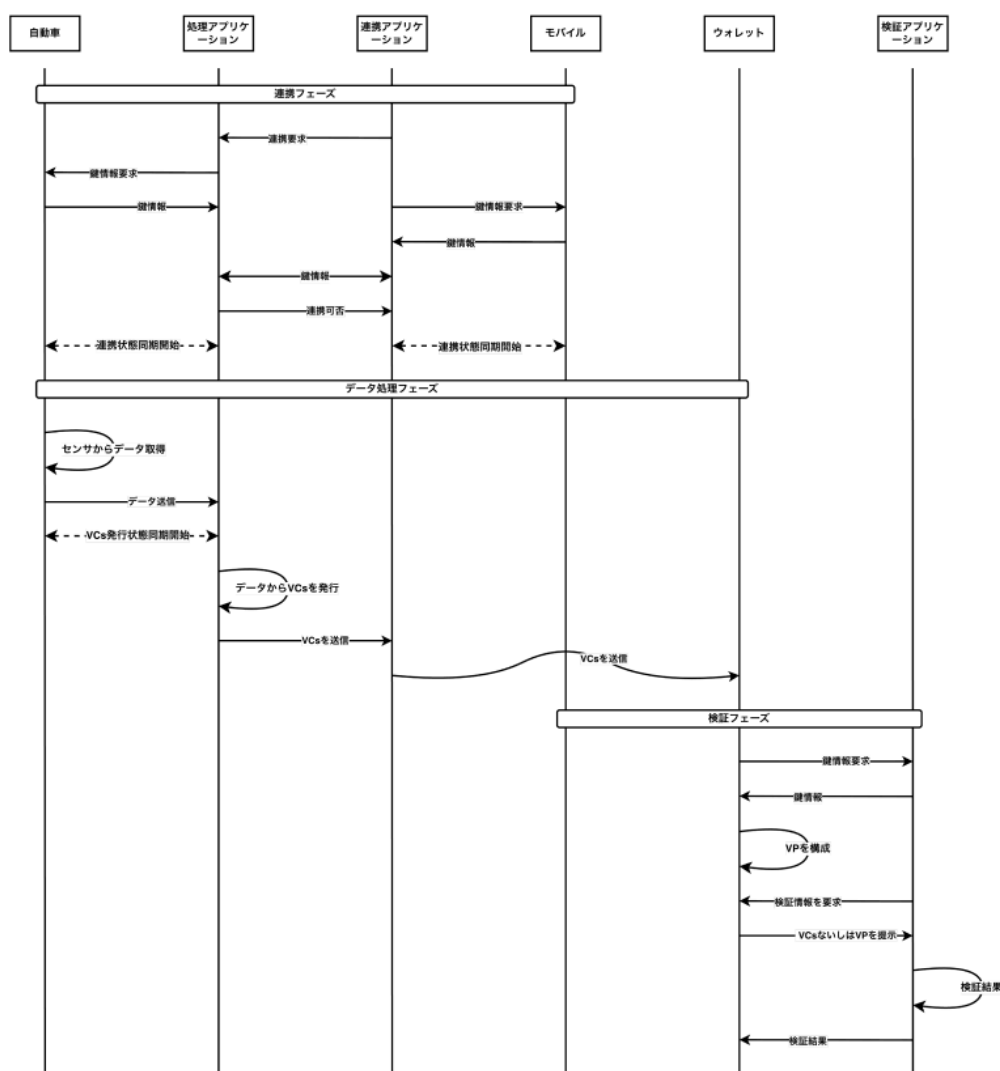 自動車
処理アプリケ
ーション
連携アプリケ
ーション
モバイル
ウォレット
検証アプリケ
ーション
連携フェーズ
連携要求
鍵情報要求
鍵情報
鍵情報要求
鍵情報
鍵情報
連携可否
連携状態同期開始
連携状態同期開始
データ処理フェーズ
センサからデータ取得
データ送信
VCs発行状態同期開始
データからVCsを発行
VCsを送信
VCsを送信
検証フェーズ
鍵情報要求
鍵情報
VPを構成
検証情報を要求
VCsないしはVPを提示
検証結果
検証結果